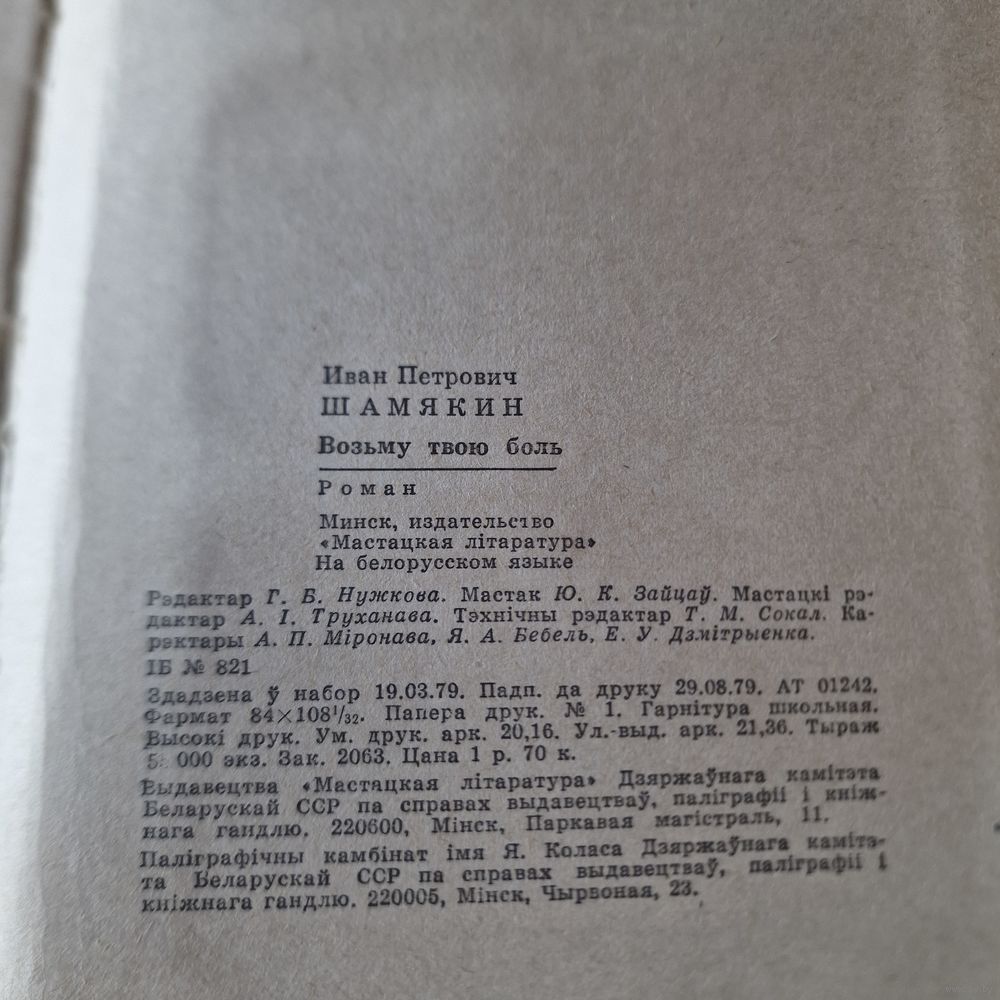 Иван Петрович
ШАМЯКИН
Возьму твою боль
Роман
Минск, издательство
«Мастацкая літаратура»
На белорусском языке
Рэдактар Г. Б. Нужкова. Мастак Ю. К. Зайцаў. Мастацкі рэ-
дактар А. І. Труханава. Тэхнічны рэдактар Т. М. Сокал. Ка-
рэктары А. П. Міронава, Я. А. Бебель, Е. У. Дзмітрыенка.
ІБ № 821
Здадзена ў набор 19.03.79. Падп. да друку 29.08.79. АТ 01242.
Фармат 84×108¹/₃₂. Папера друк. № 1. Гарнітура школьная.
Высокі друк. Ум. друк. арк. 20,16. Ул.-выд. арк. 21,36. Тыраж
000 экз. Зак. 2063. Цана 1 р. 70 к.
Выдавецтва «Мастацкая літаратура» Дзяржаўнага камітэта
Беларускай ССР па справах выдавецтваў, паліграфіі і кніж-
нага гандлю. 220600, Мінск, Паркавая магістраль, 11.
Паліграфічны камбінат імя Я. Коласа Дзяржаўнага камітэ-
та Беларускай ССР па справах выдавецтваў, паліграфіі і
кніжнага гандлю. 220005, Мінск, Чырвоная, 23.